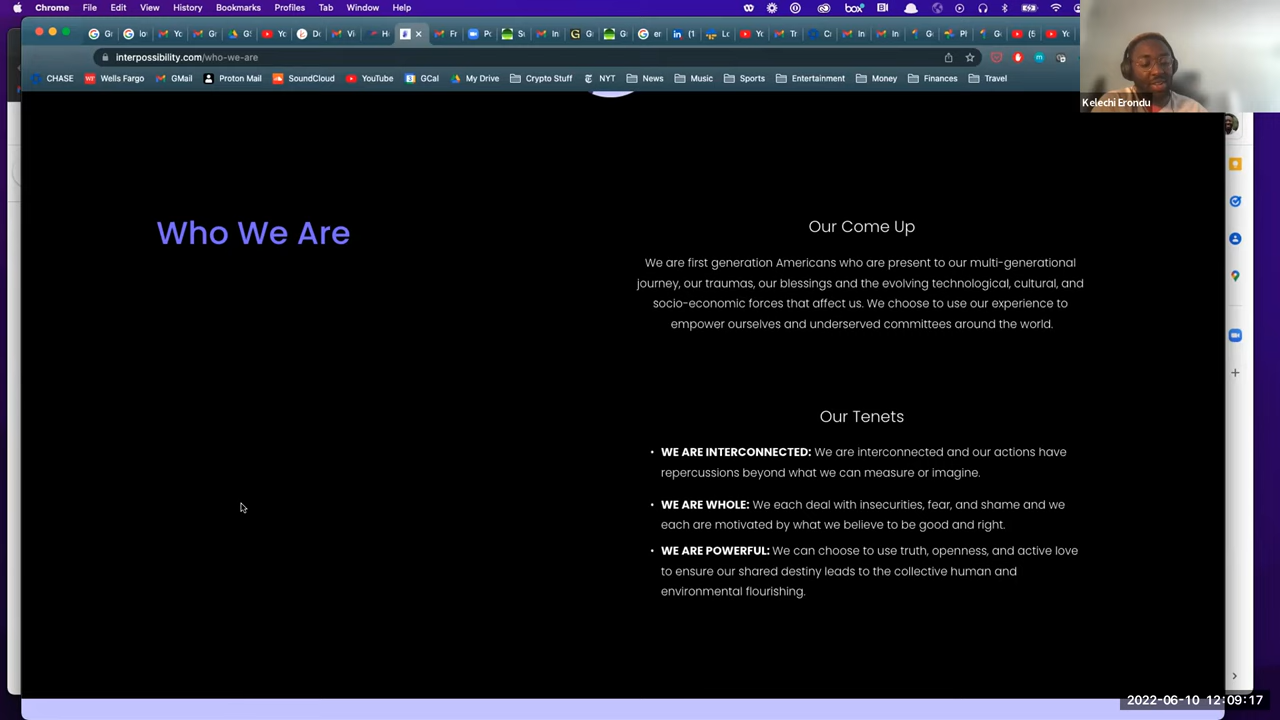 Chrome File Edit View History Bookmarks Profiles Tab Window Help
interpossibility.com/who-we-are
CHASE Wells Fargo GMail Proton Mail SoundCloud YouTube GCal My Drive Crypto Stuff NYT News Music Sports Entertainment Money Finances Travel
Kelechi Erondu
Who We Are
Our Come Up
We are first generation Americans who are present to our multi-generational
journey, our traumas, our blessings and the evolving technological, cultural, and
socio-economic forces that affect us. We choose to use our experience to
empower ourselves and underserved committees around the world.
Our Tenets
• WE ARE INTERCONNECTED: We are interconnected and our actions have
repercussions beyond what we can measure or imagine.
• WE ARE WHOLE: We each deal with insecurities, fear, and shame and we
each are motivated by what we believe to be good and right.
• WE ARE POWERFUL: We can choose to use truth, openness, and active love
to ensure our shared destiny leads to the collective human and
environmental flourishing.
2022-06-10 12:09:17